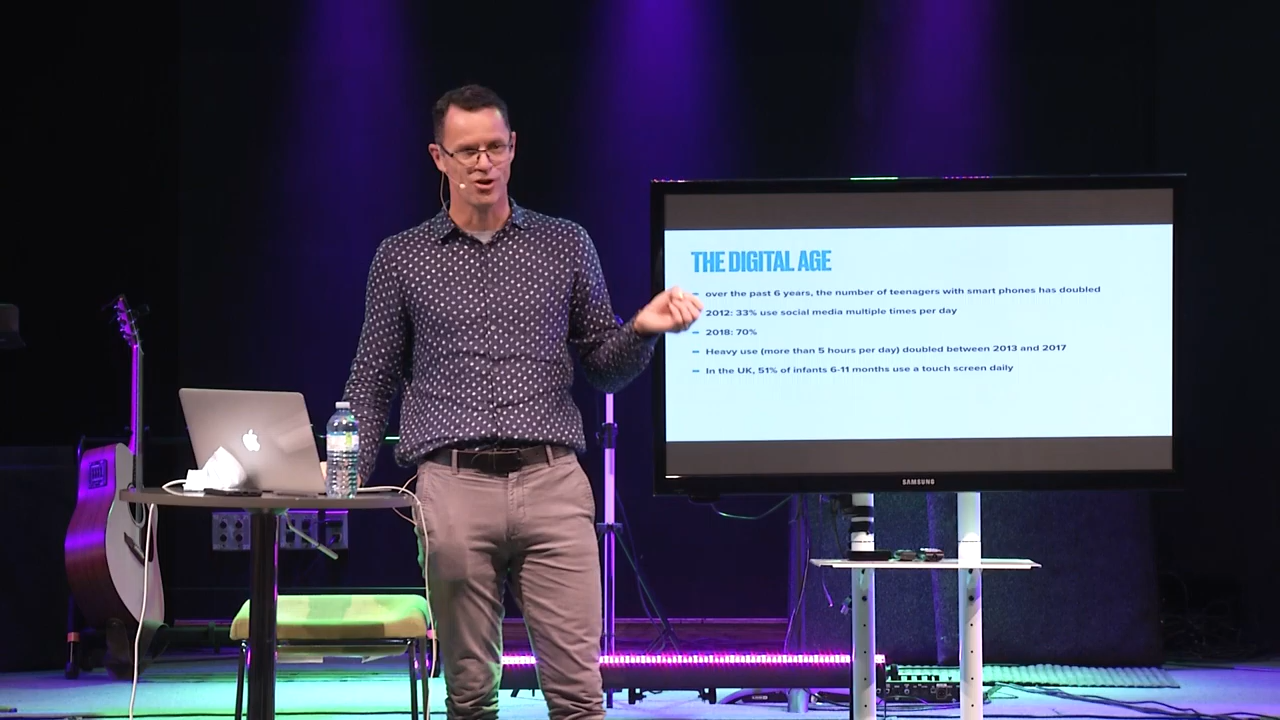 THE DIGITAL AGE
over the past 6 years, the number of teenagers with smart phones has doubled
2012: 33% use social media multiple times per day
2018: 70%
Heavy use (more than 5 hours per day) doubled between 2013 and 2017
In the UK, 51% of infants 6-11 months use a touch screen daily
SAMSUNG